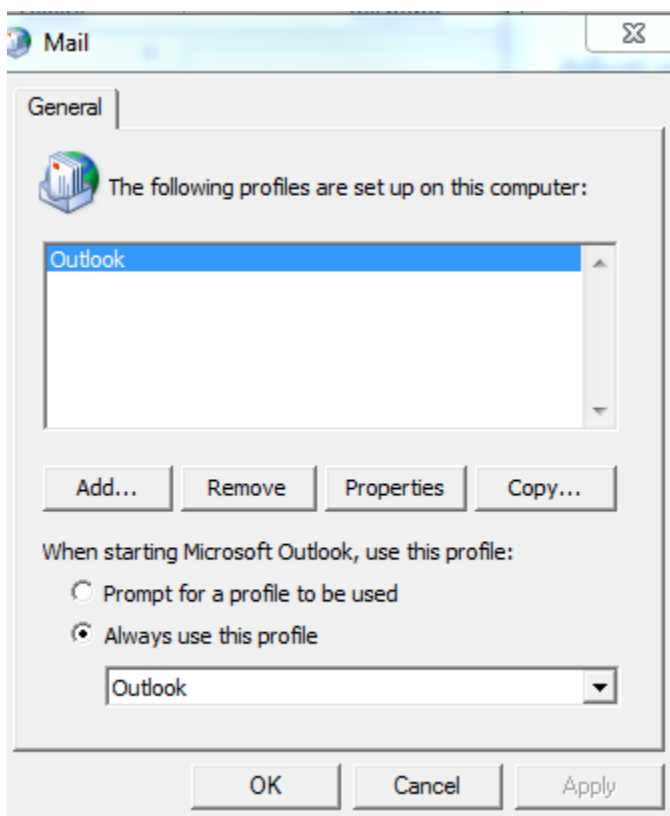 Mail
General
The following profiles are set up on this computer:
Outlook
Add... Remove Properties Copy...
When starting Microsoft Outlook, use this profile:
Prompt for a profile to be used
Always use this profile
Outlook
OK Cancel Apply